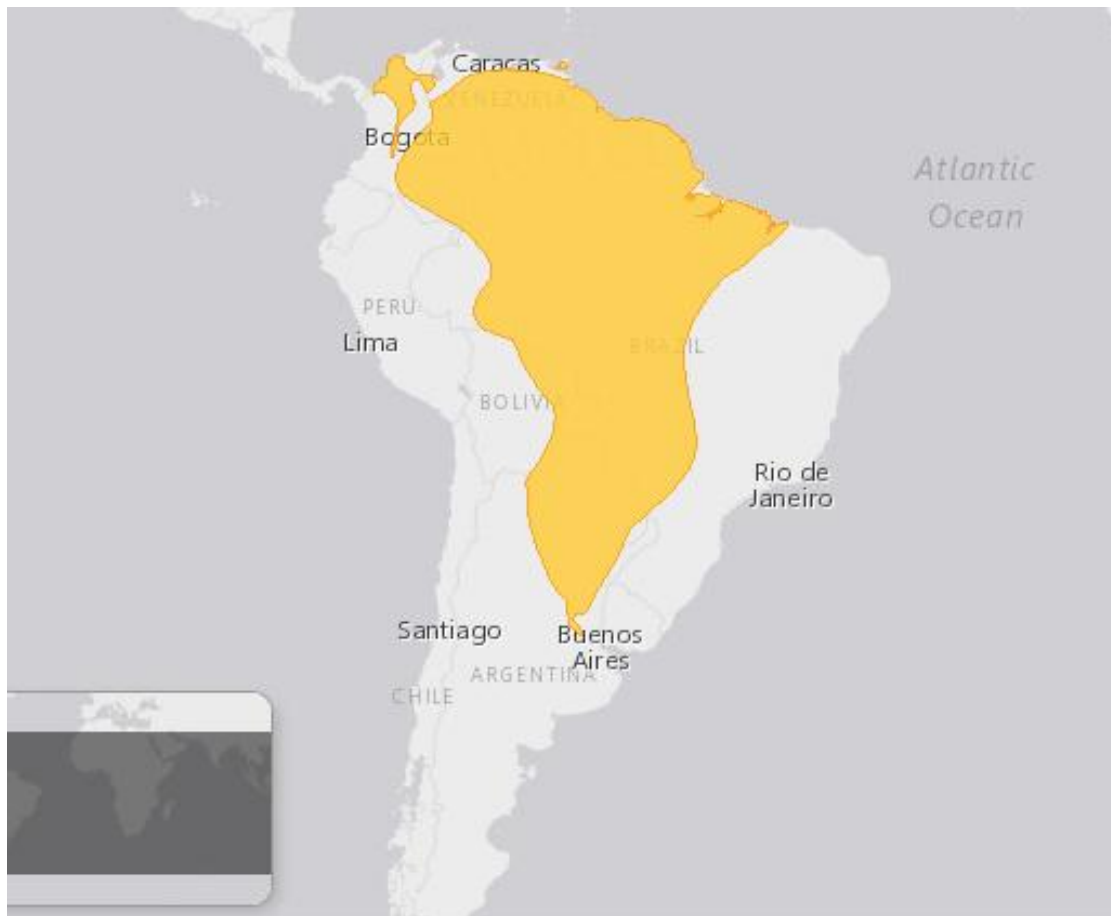 Caracas
VENEZUELA
Bogota
Atlantic
Ocean
PERU
BRAZIL
Lima
BOLIVIA
Rio de
Janeiro
Santiago
Buenos
Aires
ARGENTINA
CHILE